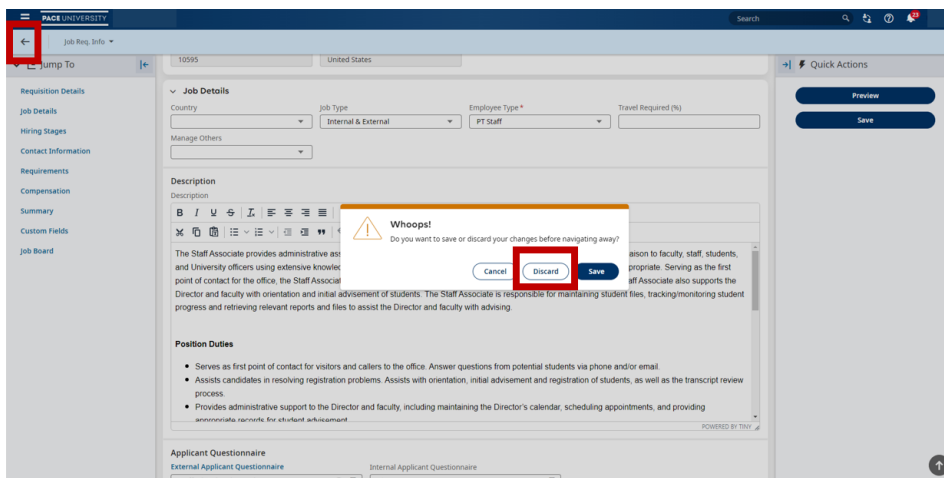 PACE UNIVERSITY
Search
23
Job Req. Info
Jump To
Quick Actions
10595
United States
Requisition Details
Job Details
Hiring Stages
Contact Information
Requirements
Compensation
Summary
Custom Fields
Job Board
Job Details
Country
Job Type
Employee Type *
Travel Required (%)
Internal & External
PT Staff
Manage Others
Preview
Save
Description
Description
B I U S
Whoops!
Do you want to save or discard your changes before navigating away?
Cancel
Discard
Save
The Staff Associate provides administrative ass aison to faculty, staff, students,
and University officers using extensive knowled propriate. Serving as the first
point of contact for the office, the Staff Associat aff Associate also supports the
Director and faculty with orientation and initial advisement of students. The Staff Associate is responsible for maintaining student files, tracking/monitoring student
progress and retrieving relevant reports and files to assist the Director and faculty with advising.
Position Duties
Serves as first point of contact for visitors and callers to the office. Answer questions from potential students via phone and/or email.
Assists candidates in resolving registration problems. Assists with orientation, initial advisement and registration of students, as well as the transcript review
process.
Provides administrative support to the Director and faculty, including maintaining the Director's calendar, scheduling appointments, and providing
appropriate records for student advisement
POWERED BY TINY
Applicant Questionnaire
External Applicant Questionnaire
Internal Applicant Questionnaire